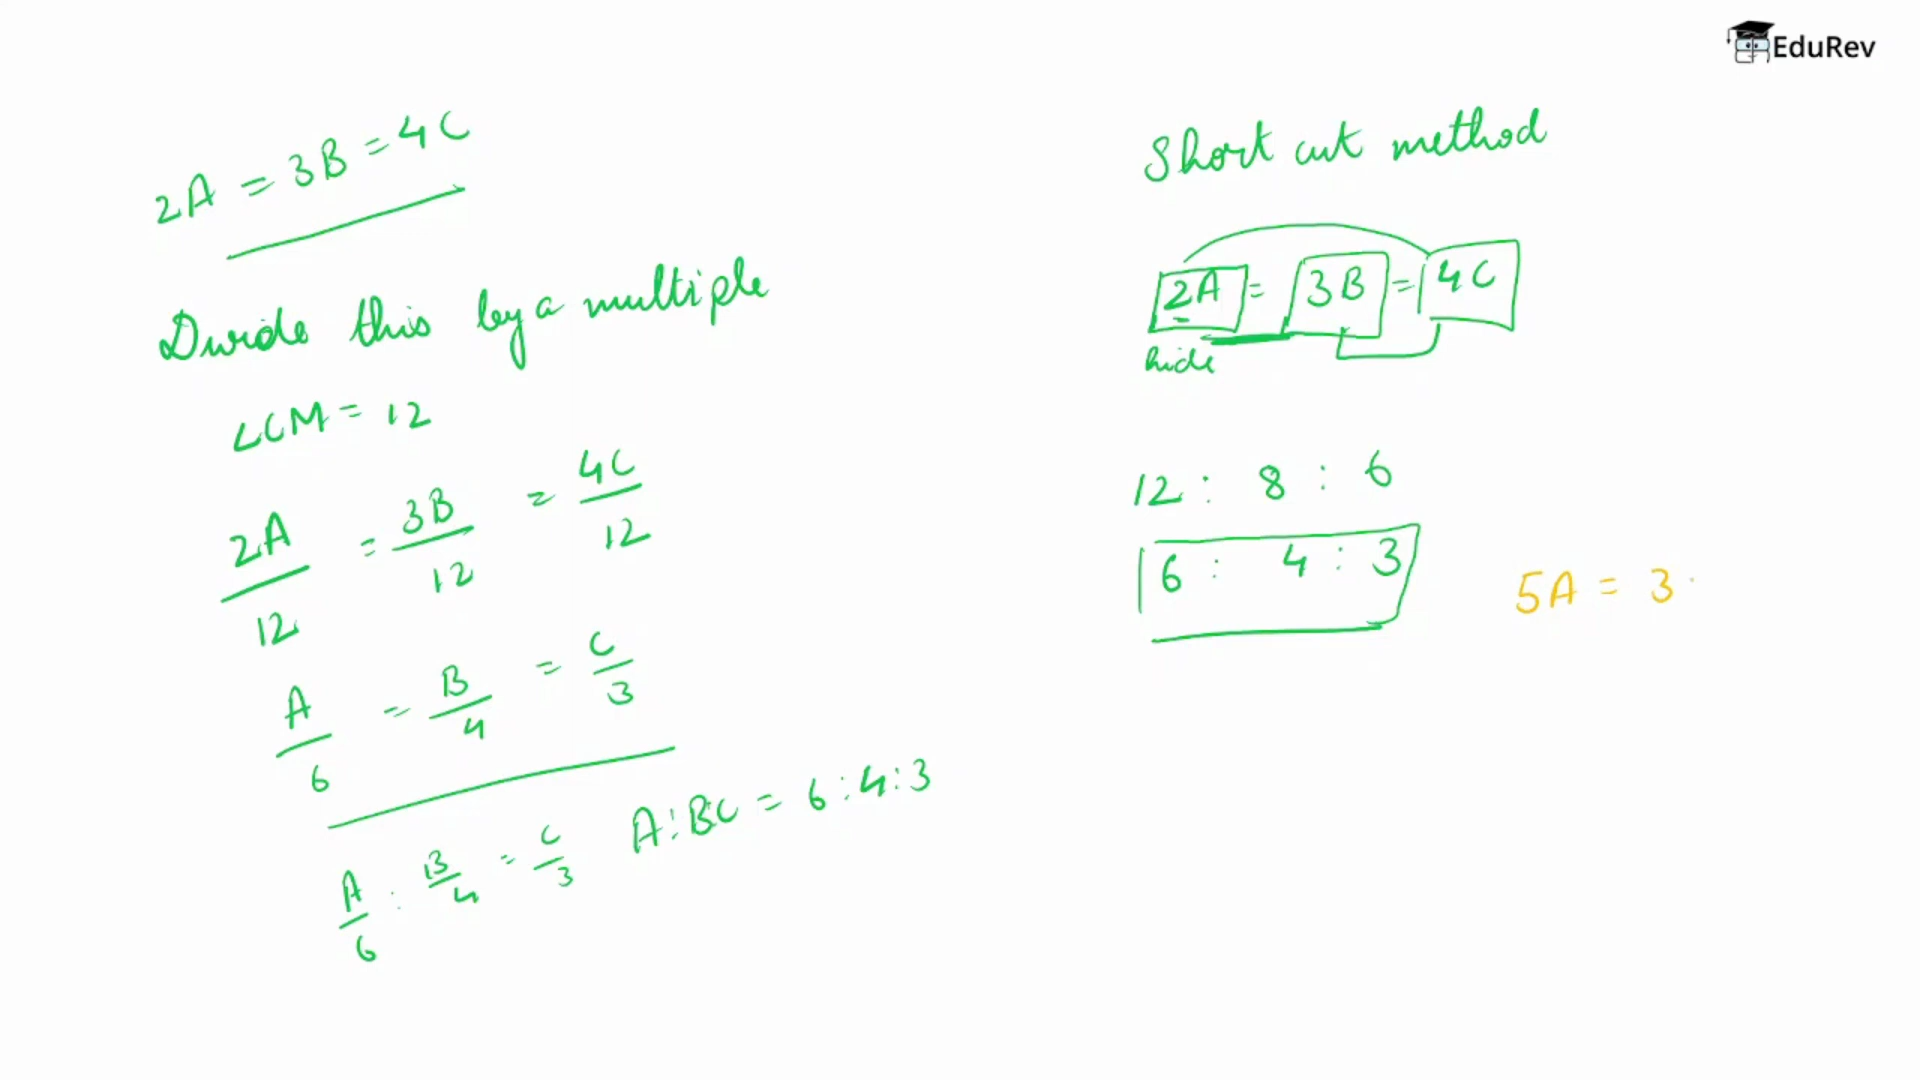 EduRev
2A = 3B = 4C
Divide this by a multiple
LCM = 12
2A/12 = 3B/12 = 4C/12
A/6 = B/4 = C/3
A/6 : B/4 = C/3
A:B:C = 6:4:3
Short cut method
2A = 3B = 4C
hide
12 : 8 : 6
6 : 4 : 3
5A = 3